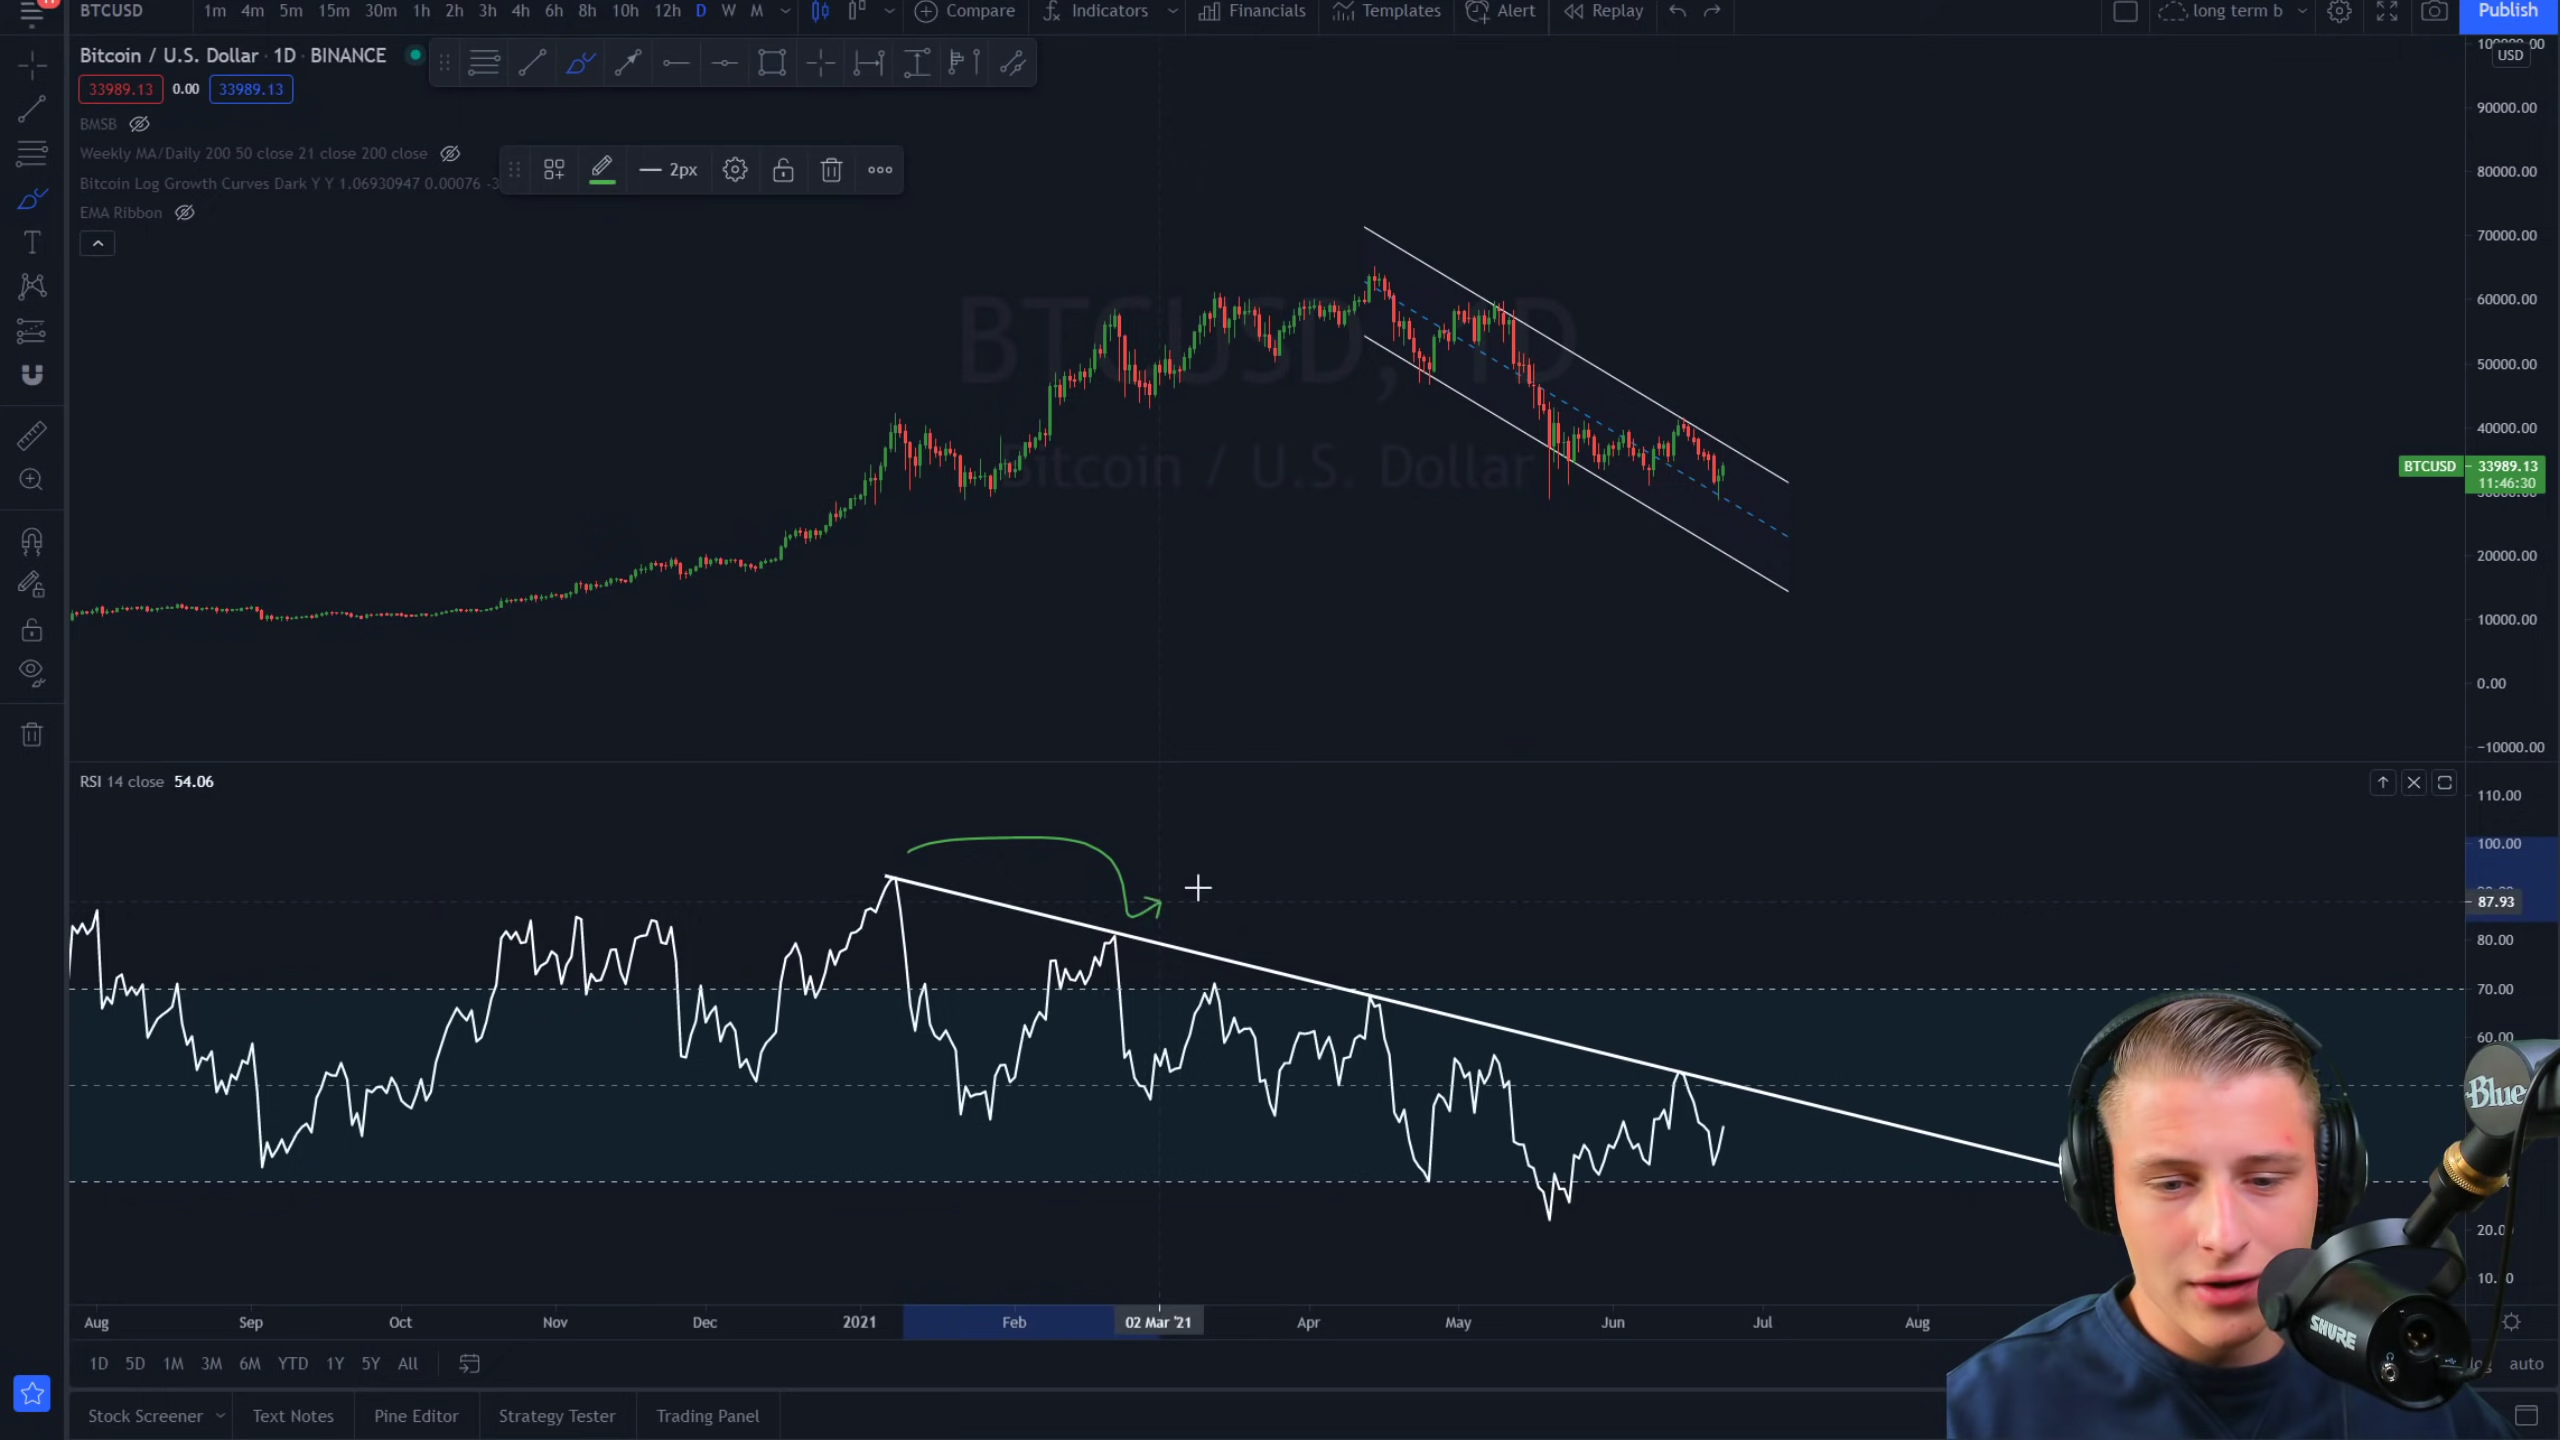 BTCUSD 1m 4m 5m 15m 30m 1h 2h 3h 4h 6h 8h 10h 12h D W M Compare Indicators Financials Templates Alert Replay long term b Publish
Bitcoin / U.S. Dollar · 1D · BINANCE
33989.13 0.00 33989.13
BMSB
Weekly MA/Daily 200 50 close 21 close 200 close
Bitcoin Log Growth Curves Dark Y Y 1.06930947 0.00076
EMA Ribbon
2px
BTCUSD, 1D
Bitcoin / U.S. Dollar
USD
90000.00
80000.00
70000.00
60000.00
50000.00
40000.00
BTCUSD 33989.13
11:46:30
20000.00
10000.00
0.00
−10000.00
RSI 14 close 54.06
110.00
100.00
87.93
80.00
70.00
60.00
20.0
10.
Aug Sep Oct Nov Dec 2021 Feb 02 Mar '21 Apr May Jun Jul Aug
1D 5D 1M 3M 6M YTD 1Y 5Y All
auto
Stock Screener Text Notes Pine Editor Strategy Tester Trading Panel
Blue
SHURE